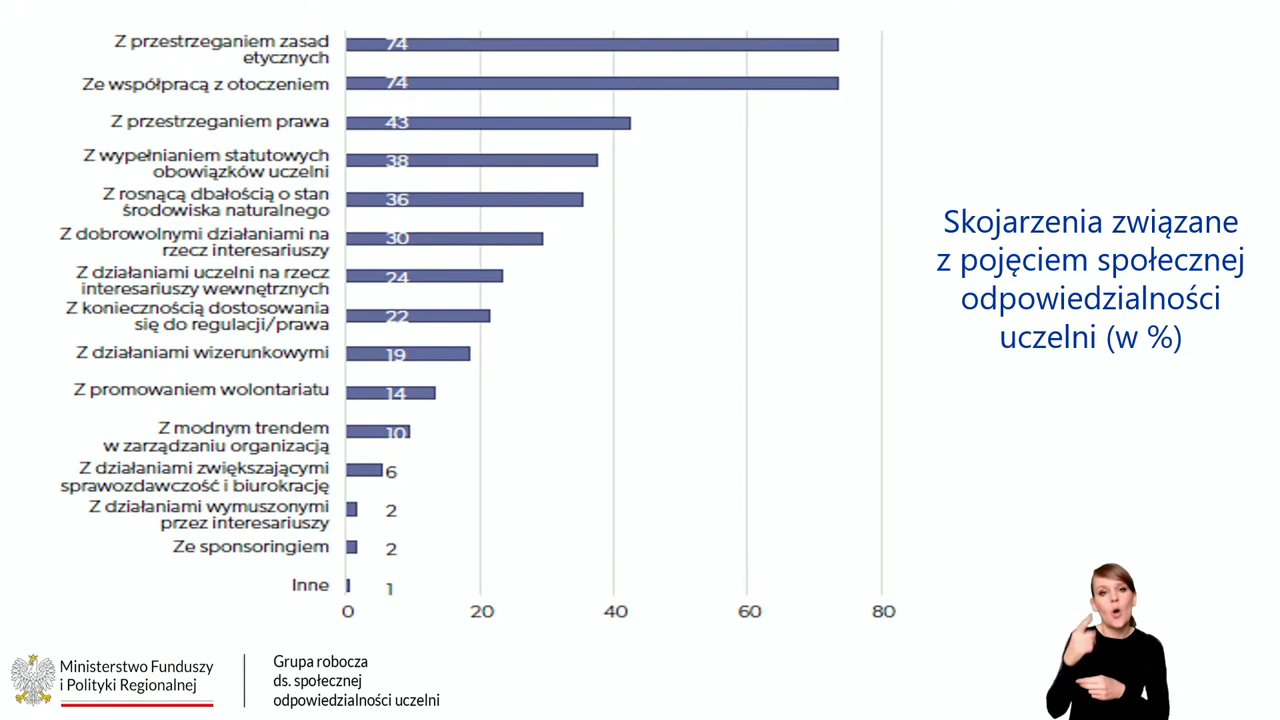 Z przestrzeganiem zasad
etycznych
74
Ze współpracą z otoczeniem
74
Z przestrzeganiem prawa
43
Z wypełnianiem statutowych
obowiązków uczelni
38
Z rosnącą dbałością o stan
środowiska naturalnego
36
Z dobrowolnymi działaniami na
rzecz interesariuszy
30
Z działaniami uczelni na rzecz
interesariuszy wewnętrznych
24
Z koniecznością dostosowania
się do regulacji/prawa
22
Z działaniami wizerunkowymi
19
Z promowaniem wolontariatu
14
Z modnym trendem
w zarządzaniu organizacją
10
Z działaniami zwiększającymi
sprawozdawczość i biurokrację
6
Z działaniami wymuszonymi
przez interesariuszy
2
Ze sponsoringiem
2
Inne
1
0 20 40 60 80
Skojarzenia związane
z pojęciem społecznej
odpowiedzialności
uczelni (w %)
Ministerstwo Funduszy
i Polityki Regionalnej
Grupa robocza
ds. społecznej
odpowiedzialności uczelni